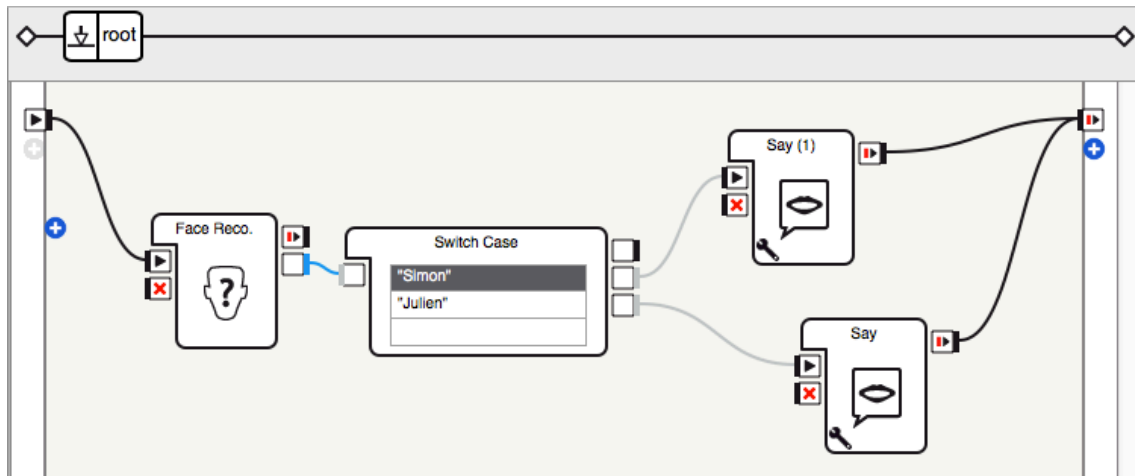 root
Say (1)
Face Reco.
Switch Case
"Simon"
"Julien"
Say
?